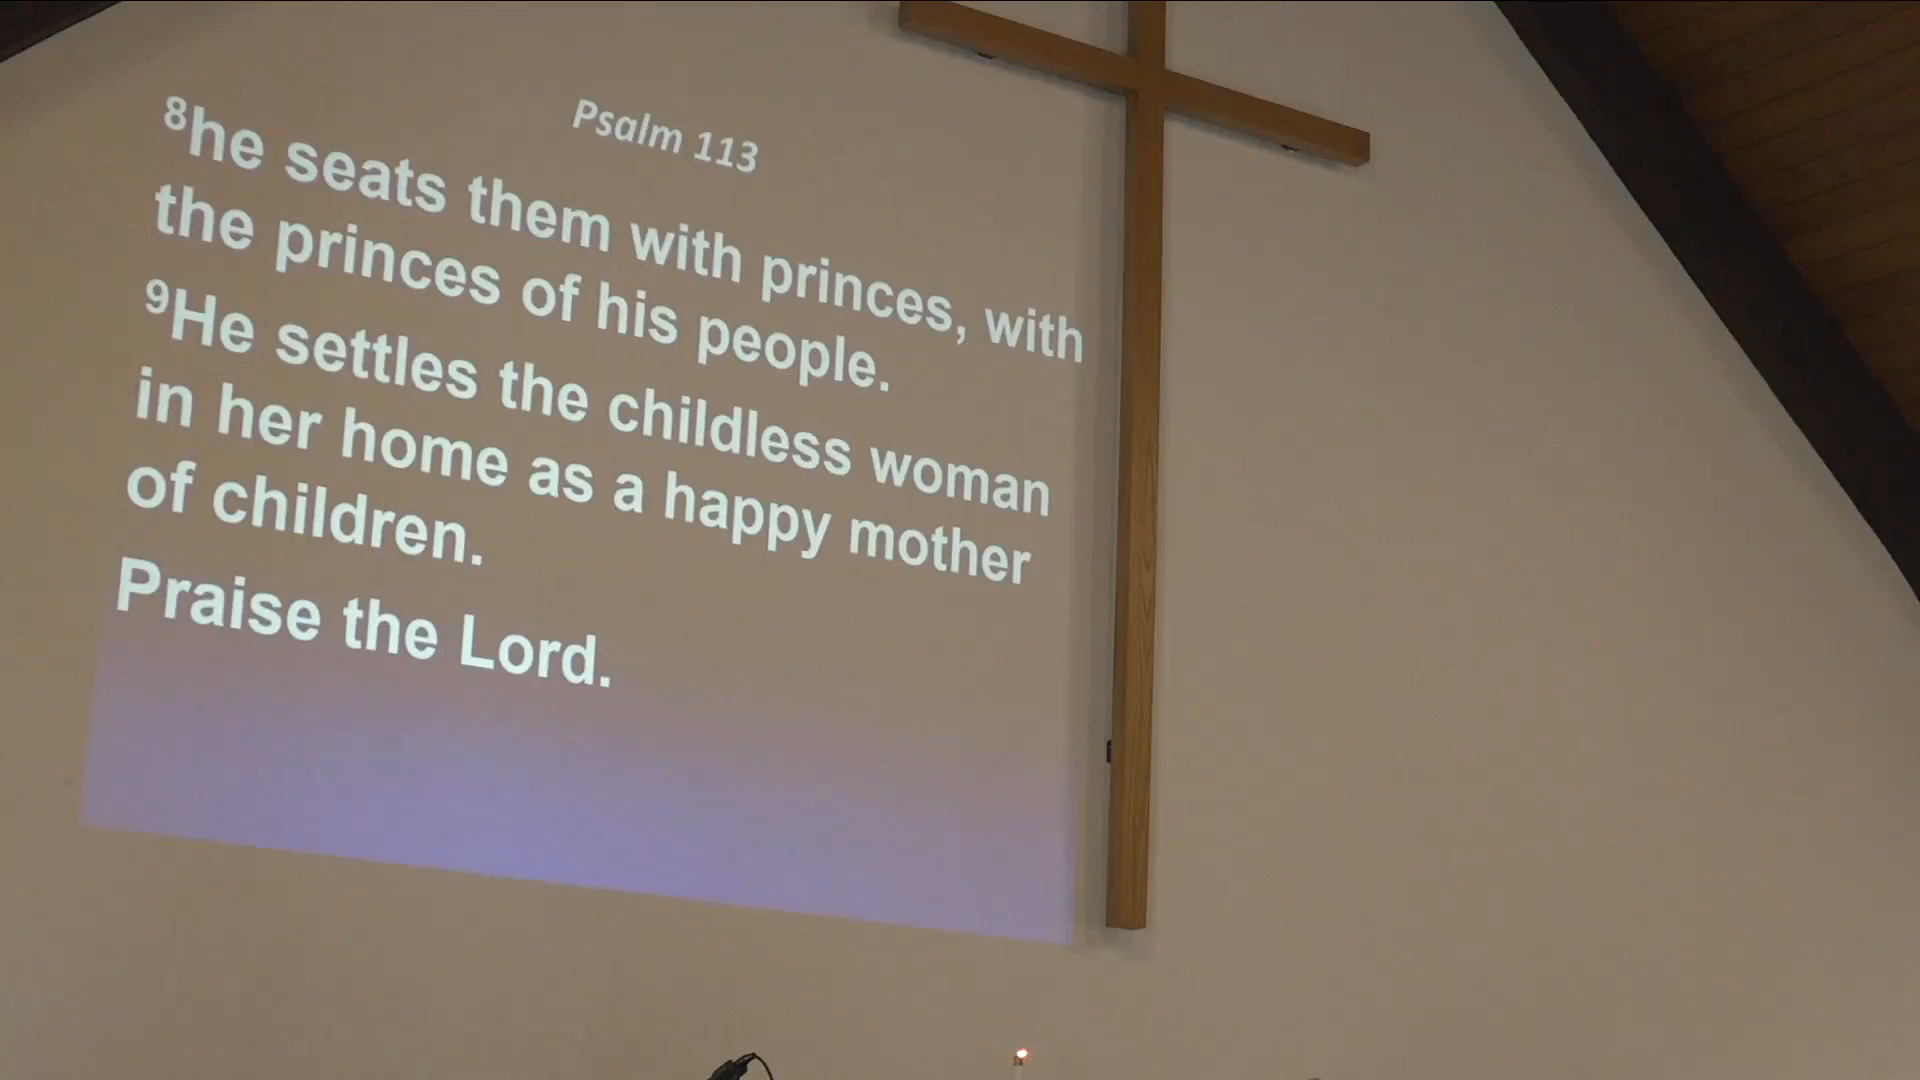 Psalm 113
⁸he seats them with princes, with
the princes of his people.
⁹He settles the childless woman
in her home as a happy mother
of children.
Praise the Lord.